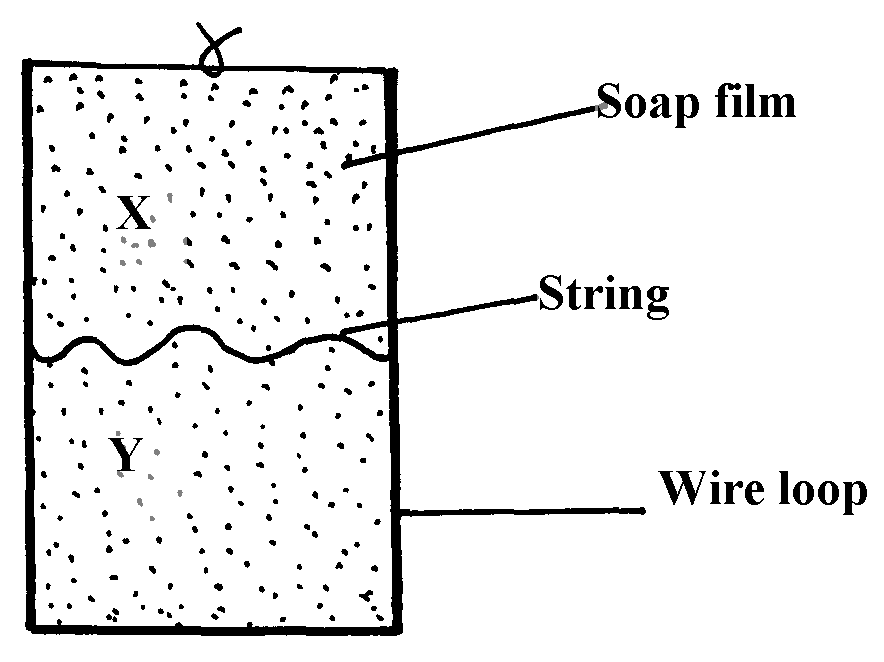 Soap film
X
String
Y
Wire loop